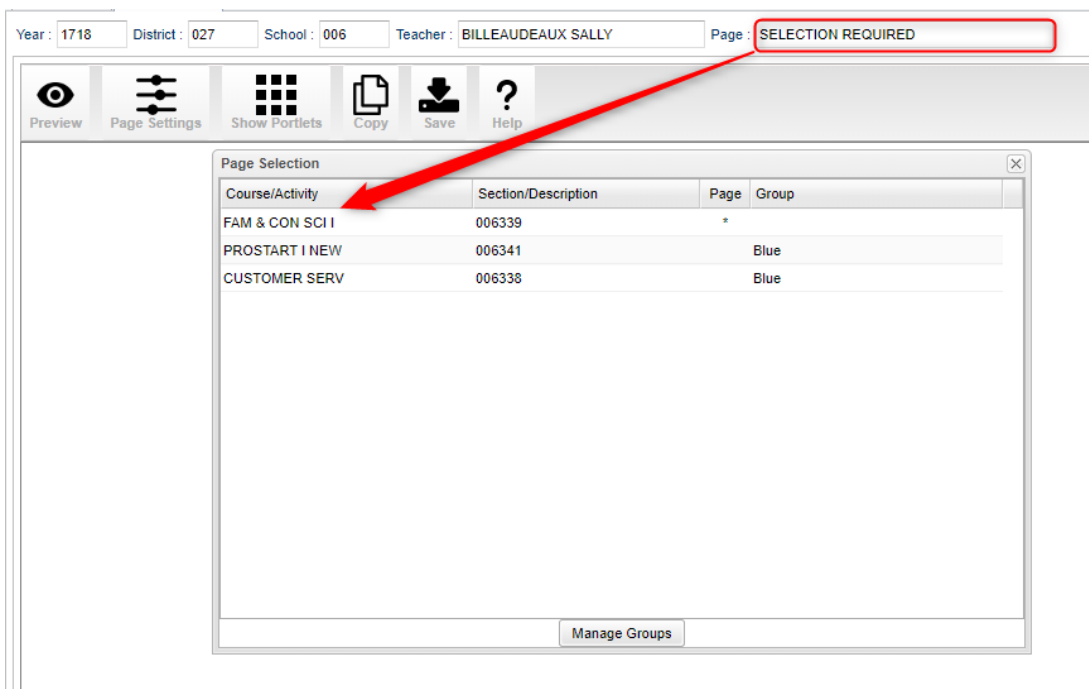 Year : 1718 District : 027 School : 006 Teacher : BILLEAUDEAUX SALLY Page : SELECTION REQUIRED
Preview Page Settings Show Portlets Copy Save ? Help
Page Selection
Course/Activity Section/Description Page Group
FAM & CON SCI I 006339 *
PROSTART I NEW 006341 Blue
CUSTOMER SERV 006338 Blue
Manage Groups